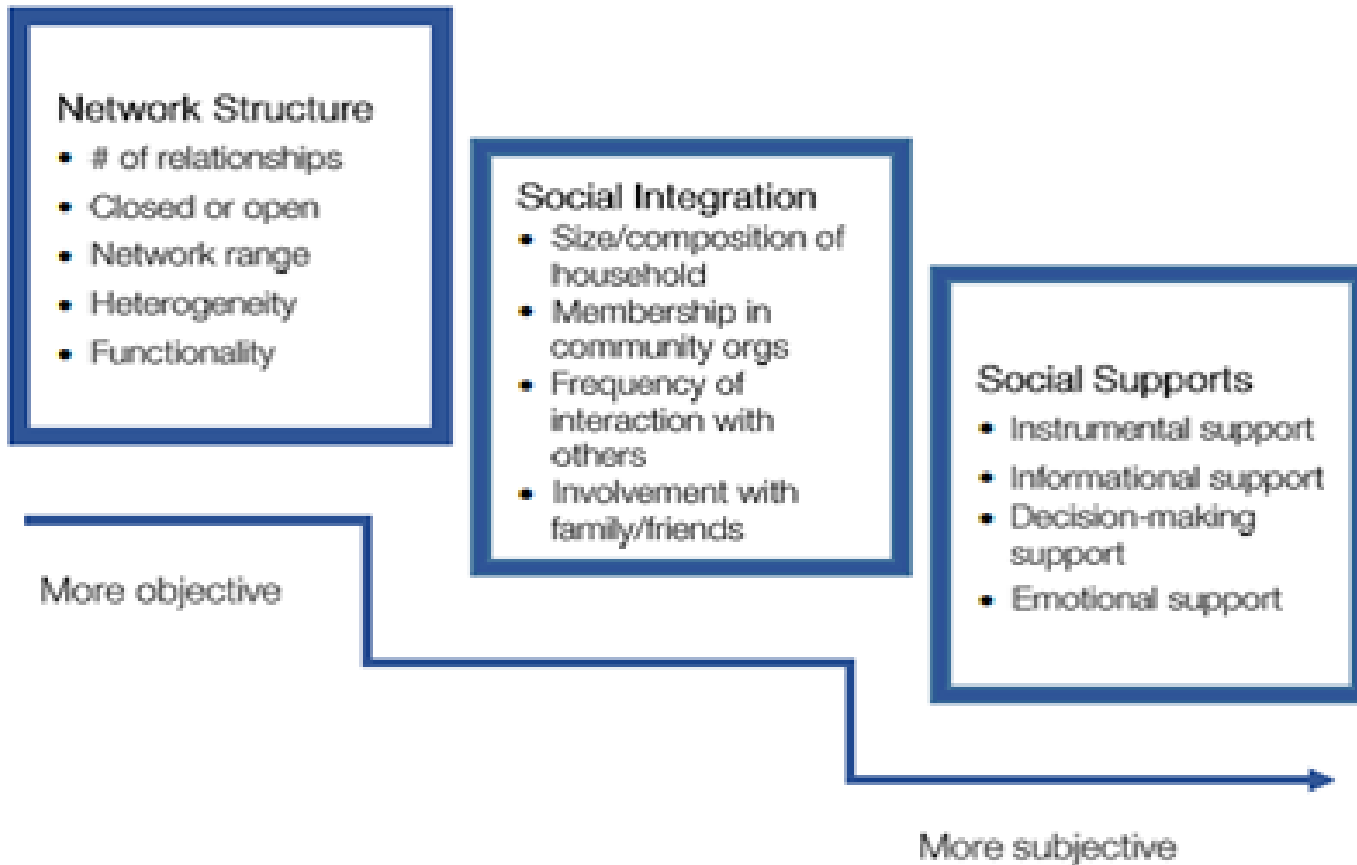 Network Structure
• # of relationships
• Closed or open
• Network range
• Heterogeneity
• Functionality
Social Integration
• Size/composition of
household
• Membership in
community orgs
• Frequency of
interaction with
others
• Involvement with
family/friends
Social Supports
• Instrumental support
• Informational support
• Decision-making
support
• Emotional support
More objective
More subjective